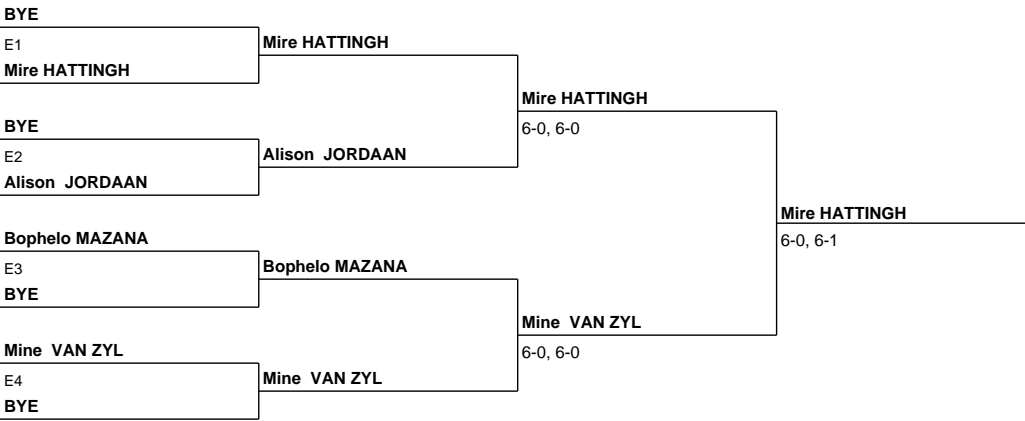 BYE
E1
Mire HATTINGH
BYE
E2
Alison JORDAAN
Bophelo MAZANA
E3
BYE
Mine VAN ZYL
E4
BYE
Mire HATTINGH
Alison JORDAAN
Bophelo MAZANA
Mine VAN ZYL
Mire HATTINGH
6-0, 6-0
Mine VAN ZYL
6-0, 6-0
Mire HATTINGH
6-0, 6-1